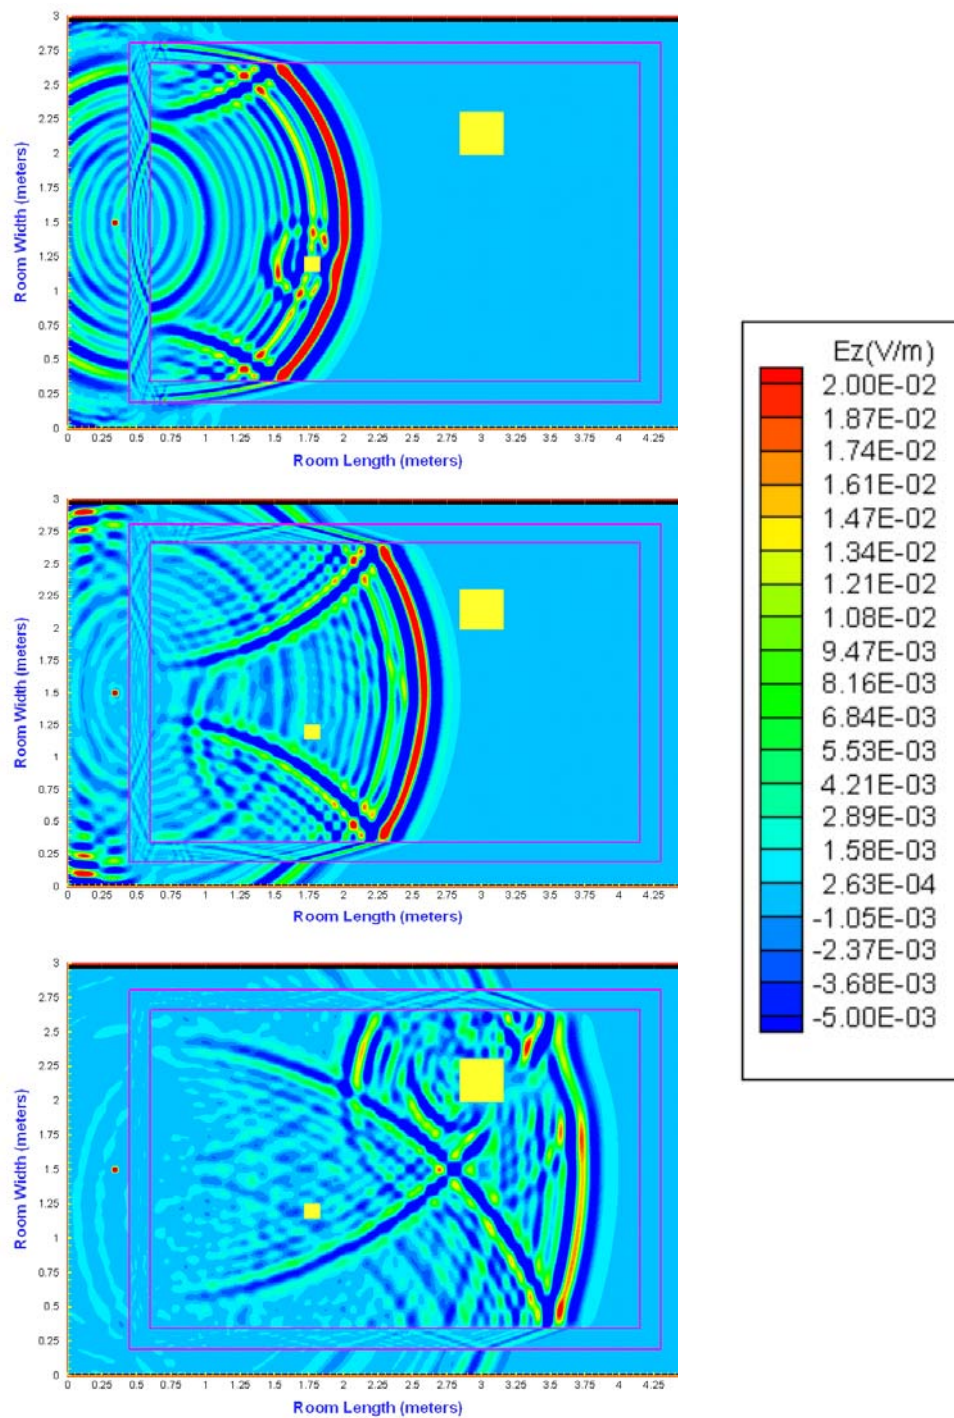 3
2.75
2.5
2.25
2
1.75
1.5
1.25
1
0.75
0.5
0.25
0
Room Width (meters)
0 0.25 0.5 0.75 1 1.25 1.5 1.75 2 2.25 2.5 2.75 3 3.25 3.5 3.75 4 4.25
Room Length (meters)
3
2.75
2.5
2.25
2
1.75
1.5
1.25
1
0.75
0.5
0.25
0
Room Width (meters)
0 0.25 0.5 0.75 1 1.25 1.5 1.75 2 2.25 2.5 2.75 3 3.25 3.5 3.75 4 4.25
Room Length (meters)
3
2.75
2.5
2.25
2
1.75
1.5
1.25
1
0.75
0.5
0.25
0
Room Width (meters)
0 0.25 0.5 0.75 1 1.25 1.5 1.75 2 2.25 2.5 2.75 3 3.25 3.5 3.75 4 4.25
Room Length (meters)
Ez(V/m)
2.00E-02
1.87E-02
1.74E-02
1.61E-02
1.47E-02
1.34E-02
1.21E-02
1.08E-02
9.47E-03
8.16E-03
6.84E-03
5.53E-03
4.21E-03
2.89E-03
1.58E-03
2.63E-04
-1.05E-03
-2.37E-03
-3.68E-03
-5.00E-03